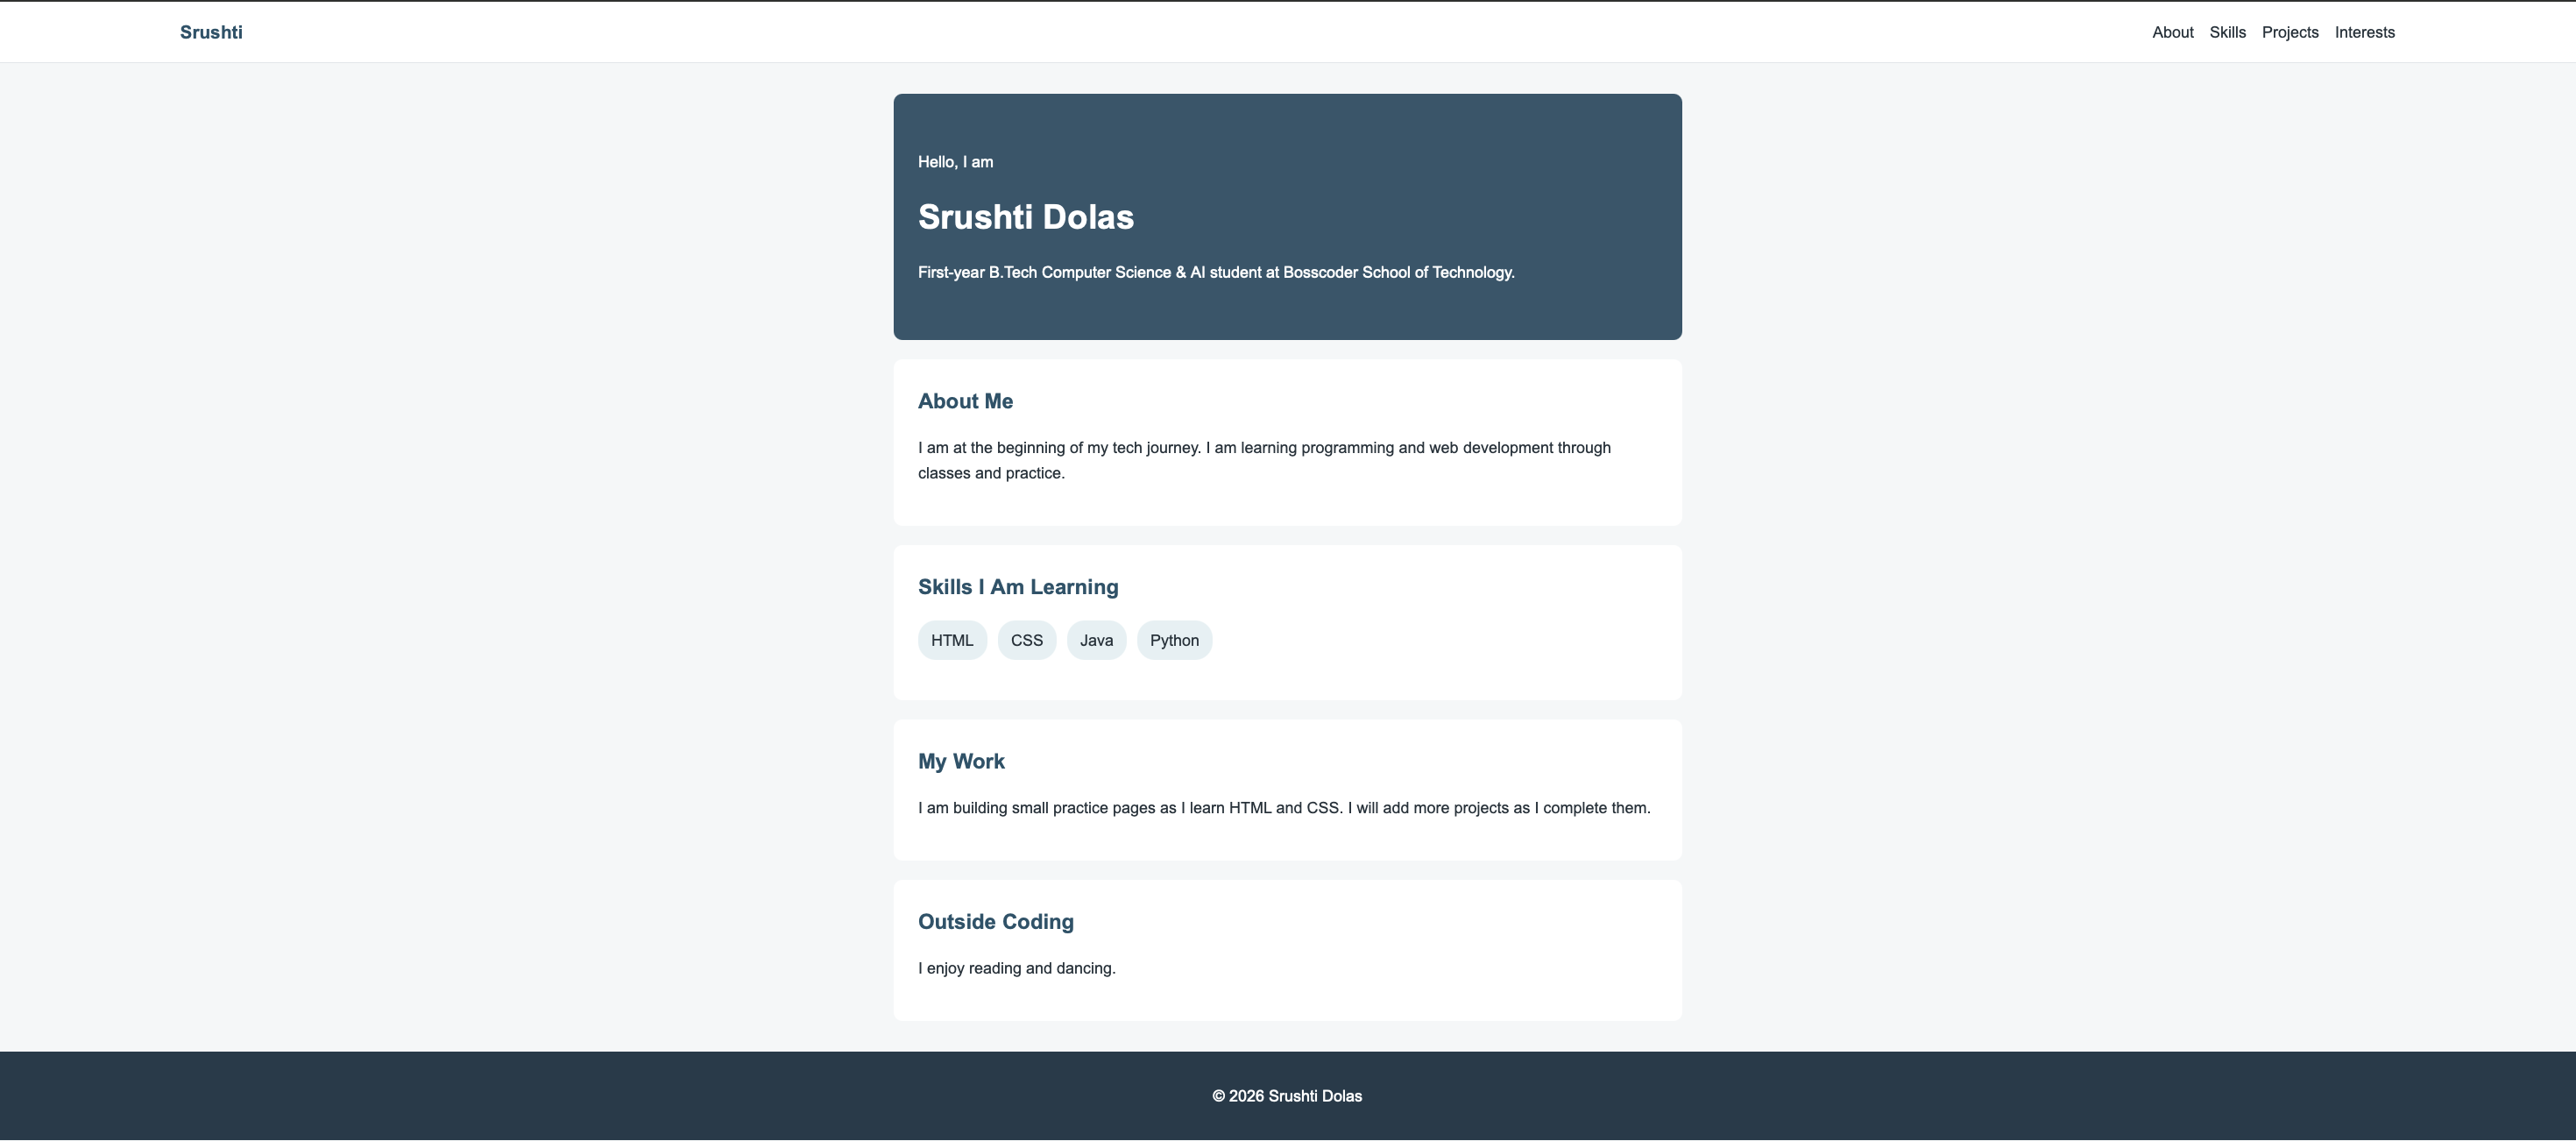 Srushti
About Skills Projects Interests
Hello, I am
Srushti Dolas
First-year B.Tech Computer Science & AI student at Bosscoder School of Technology.
About Me
I am at the beginning of my tech journey. I am learning programming and web development through
classes and practice.
Skills I Am Learning
HTML CSS Java Python
My Work
I am building small practice pages as I learn HTML and CSS. I will add more projects as I complete them.
Outside Coding
I enjoy reading and dancing.
© 2026 Srushti Dolas